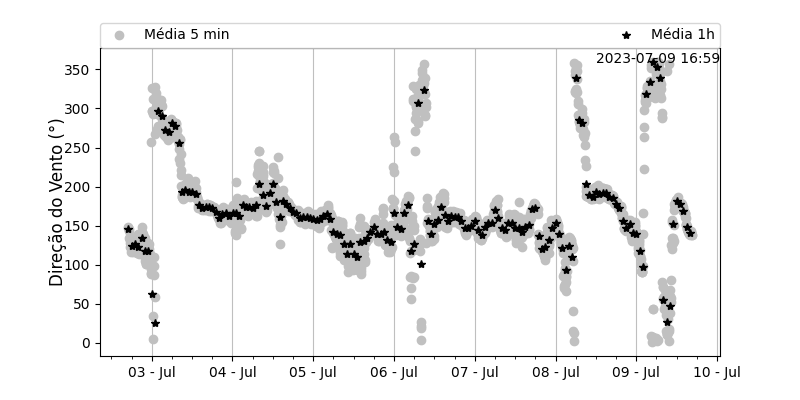 Média 5 min
Média 1h
2023-07-09 16:59
Direção do Vento (°)
350
300
250
200
150
100
50
0
03 - Jul
04 - Jul
05 - Jul
06 - Jul
07 - Jul
08 - Jul
09 - Jul
10 - Jul